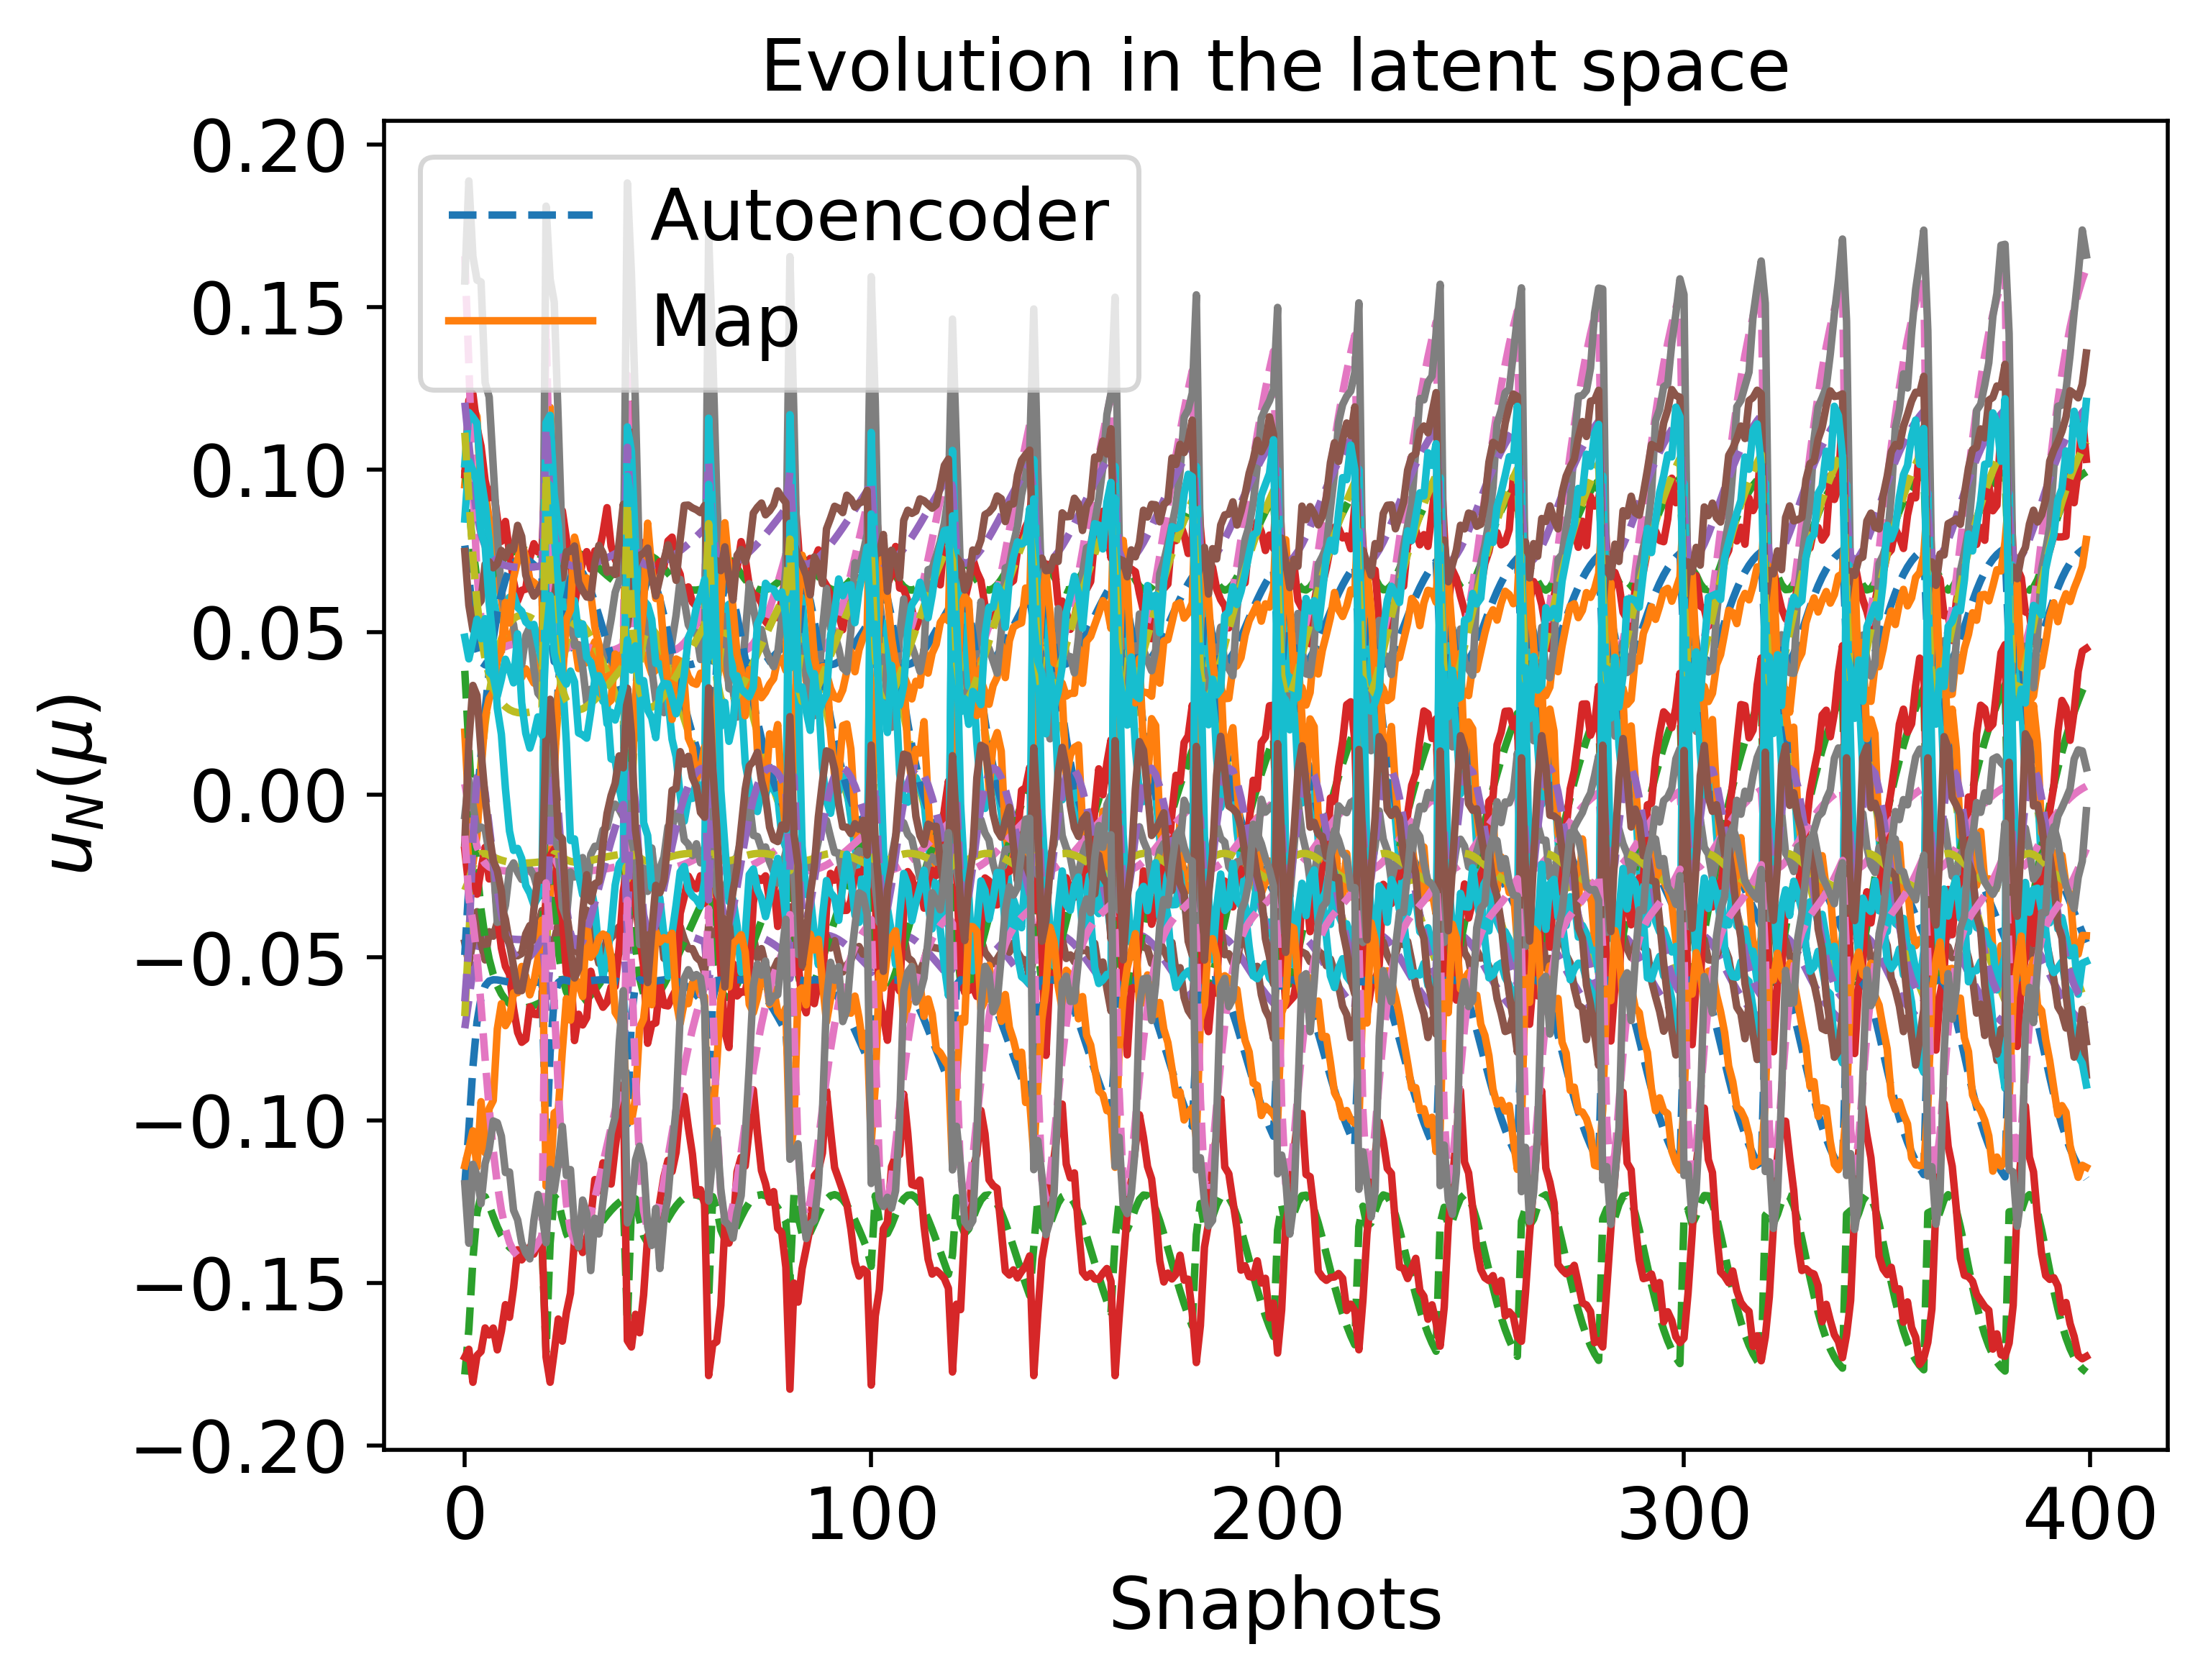 Evolution in the latent space
0.20
0.15
0.10
0.05
0.00
−0.05
−0.10
−0.15
−0.20
u_N(μ)
Autoencoder
Map
0 100 200 300 400
Snaphots